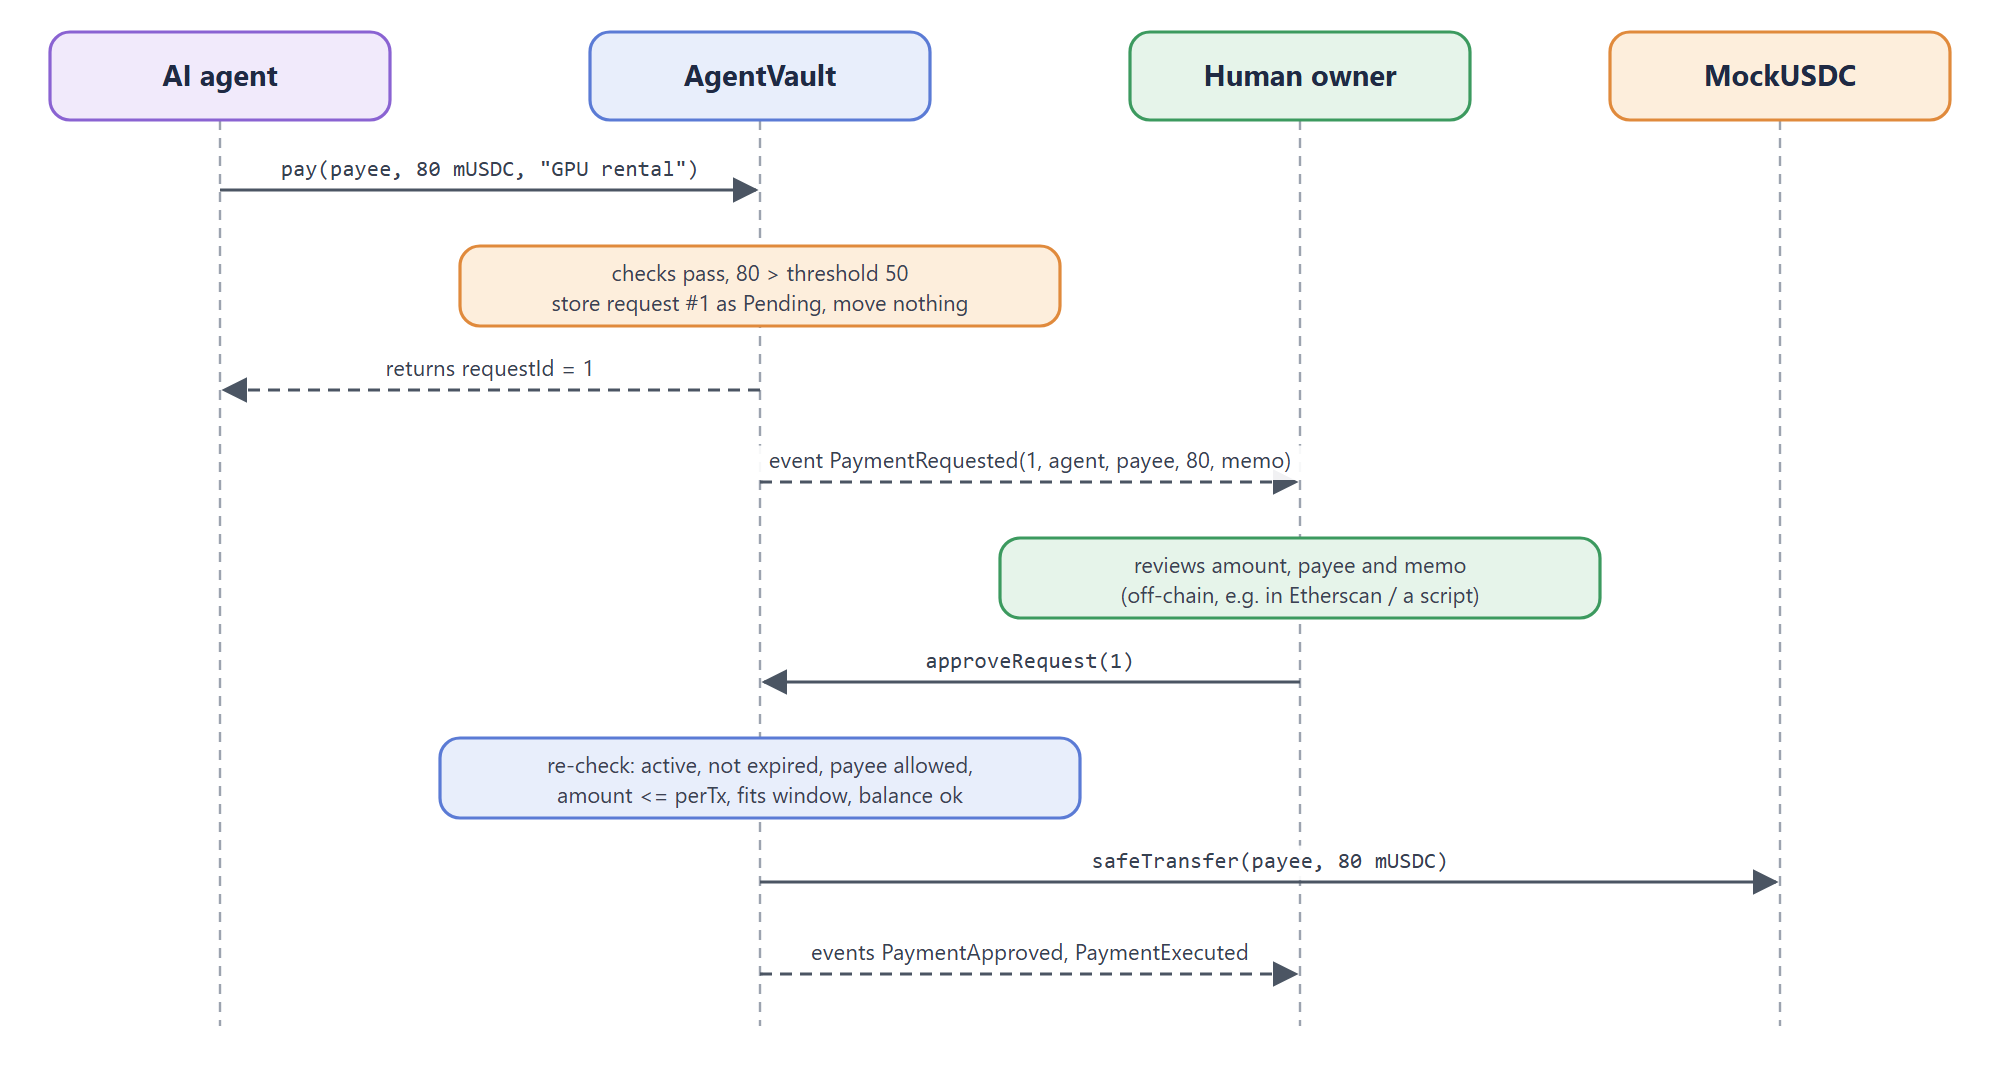 AI agent
AgentVault
Human owner
MockUSDC
pay(payee, 80 mUSDC, "GPU rental")
checks pass, 80 > threshold 50
store request #1 as Pending, move nothing
returns requestId = 1
event PaymentRequested(1, agent, payee, 80, memo)
reviews amount, payee and memo
(off-chain, e.g. in Etherscan / a script)
approveRequest(1)
re-check: active, not expired, payee allowed,
amount <= perTx, fits window, balance ok
safeTransfer(payee, 80 mUSDC)
events PaymentApproved, PaymentExecuted